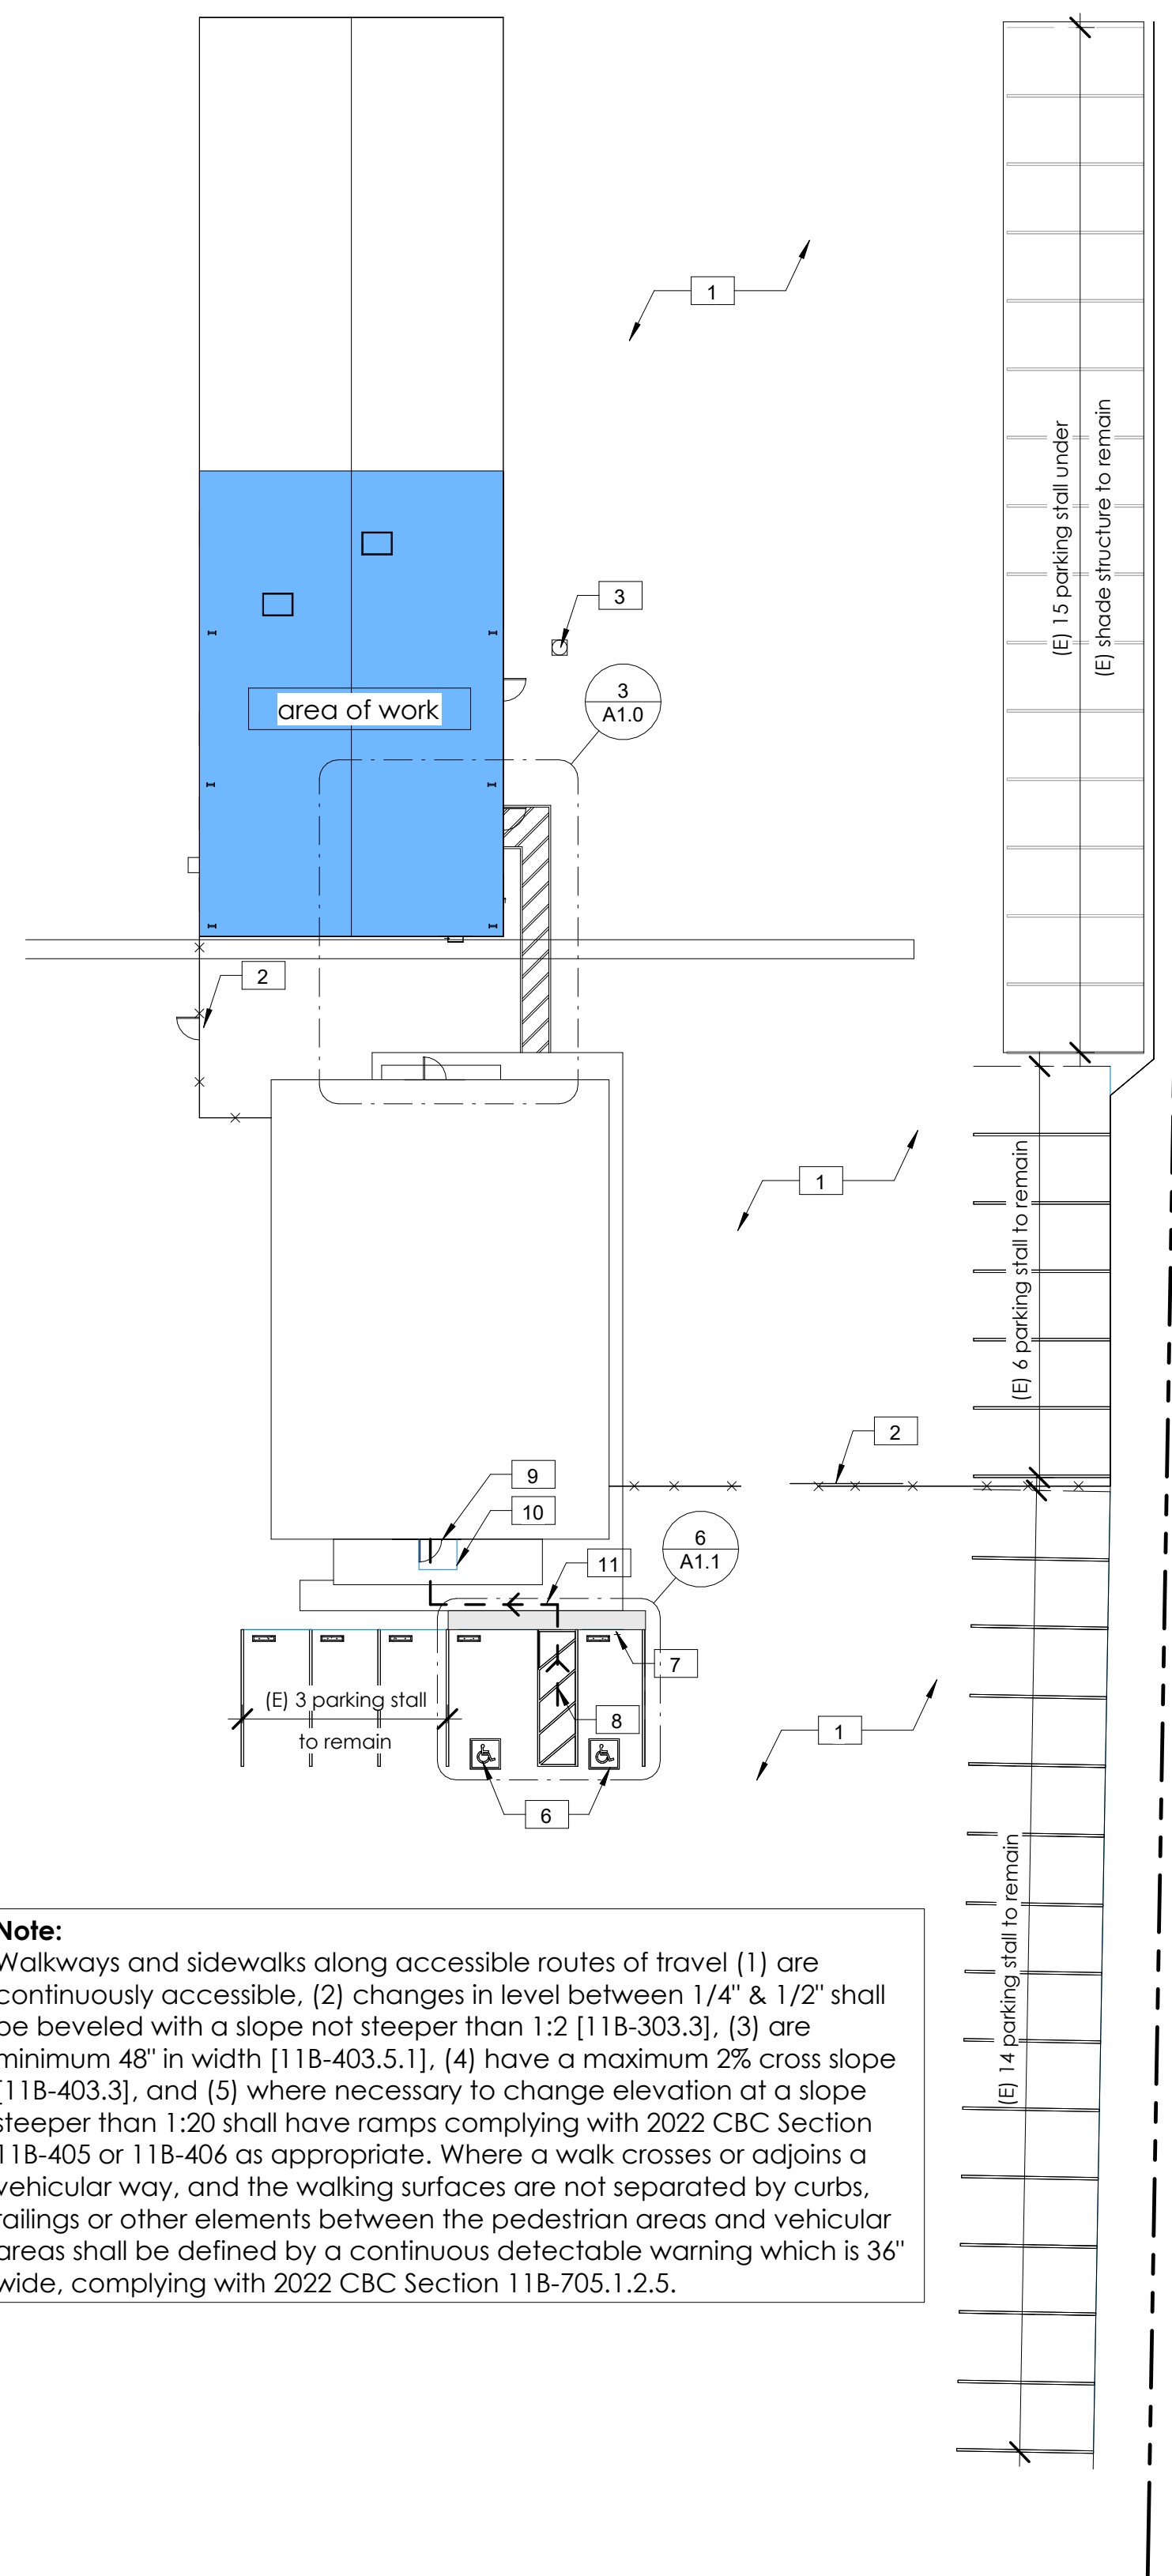 1
(E) 15 parking stall under
(E) shade structure to remain
3
3
A1.0
area of work
2
1
(E) 6 parking stall to remain
2
9
10
6
A1.1
11
7
(E) 3 parking stall
to remain
8
1
6
(E) 14 parking stall to remain
Note:
Walkways and sidewalks along accessible routes of travel (1) are
continuously accessible, (2) changes in level between 1/4" & 1/2" shall
be beveled with a slope not steeper than 1:2 [11B-303.3], (3) are
minimum 48" in width [11B-403.5.1], (4) have a maximum 2% cross slope
[11B-403.3], and (5) where necessary to change elevation at a slope
steeper than 1:20 shall have ramps complying with 2022 CBC Section
11B-405 or 11B-406 as appropriate. Where a walk crosses or adjoins a
vehicular way, and the walking surfaces are not separated by curbs,
railings or other elements between the pedestrian areas and vehicular
areas shall be defined by a continuous detectable warning which is 36"
wide, complying with 2022 CBC Section 11B-705.1.2.5.